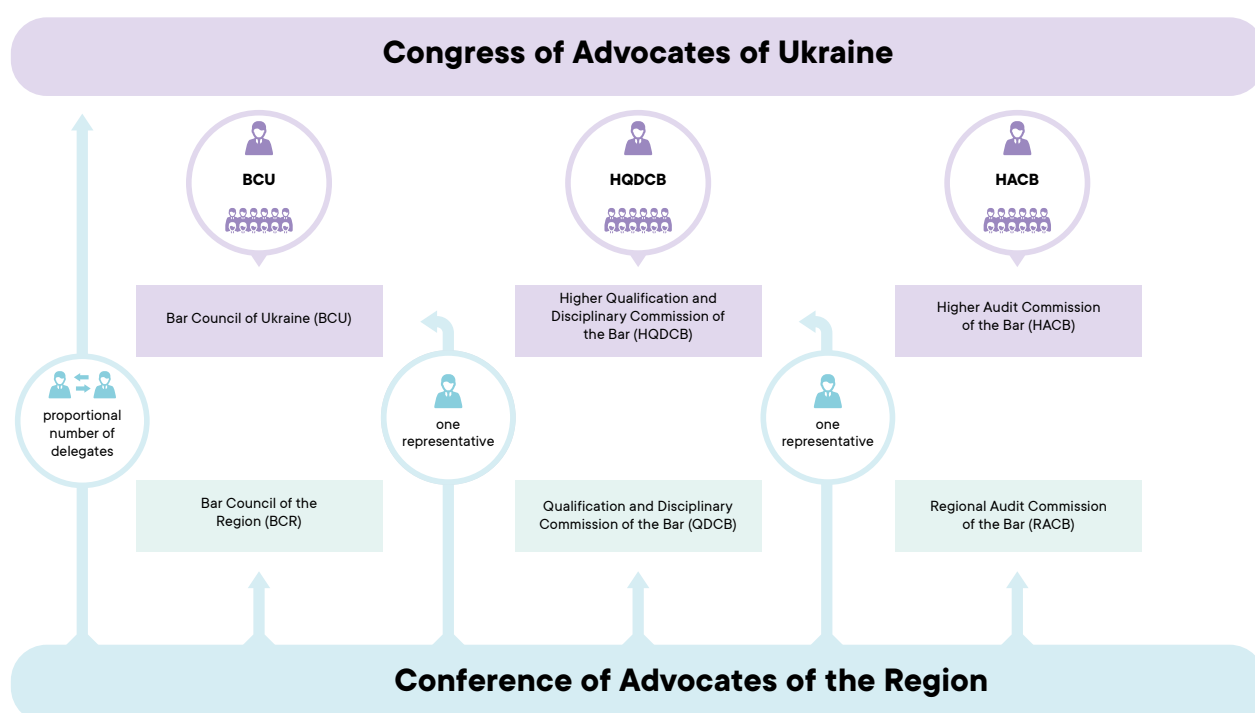 Congress of Advocates of Ukraine
BCU
HQDCB
HACB
Bar Council of Ukraine (BCU)
Higher Qualification and
Disciplinary Commission of
the Bar (HQDCB)
Higher Audit Commission
of the Bar (HACB)
proportional
number of
delegates
one
representative
one
representative
Bar Council of the
Region (BCR)
Qualification and Disciplinary
Commission of the Bar (QDCB)
Regional Audit Commission
of the Bar (RACB)
Conference of Advocates of the Region